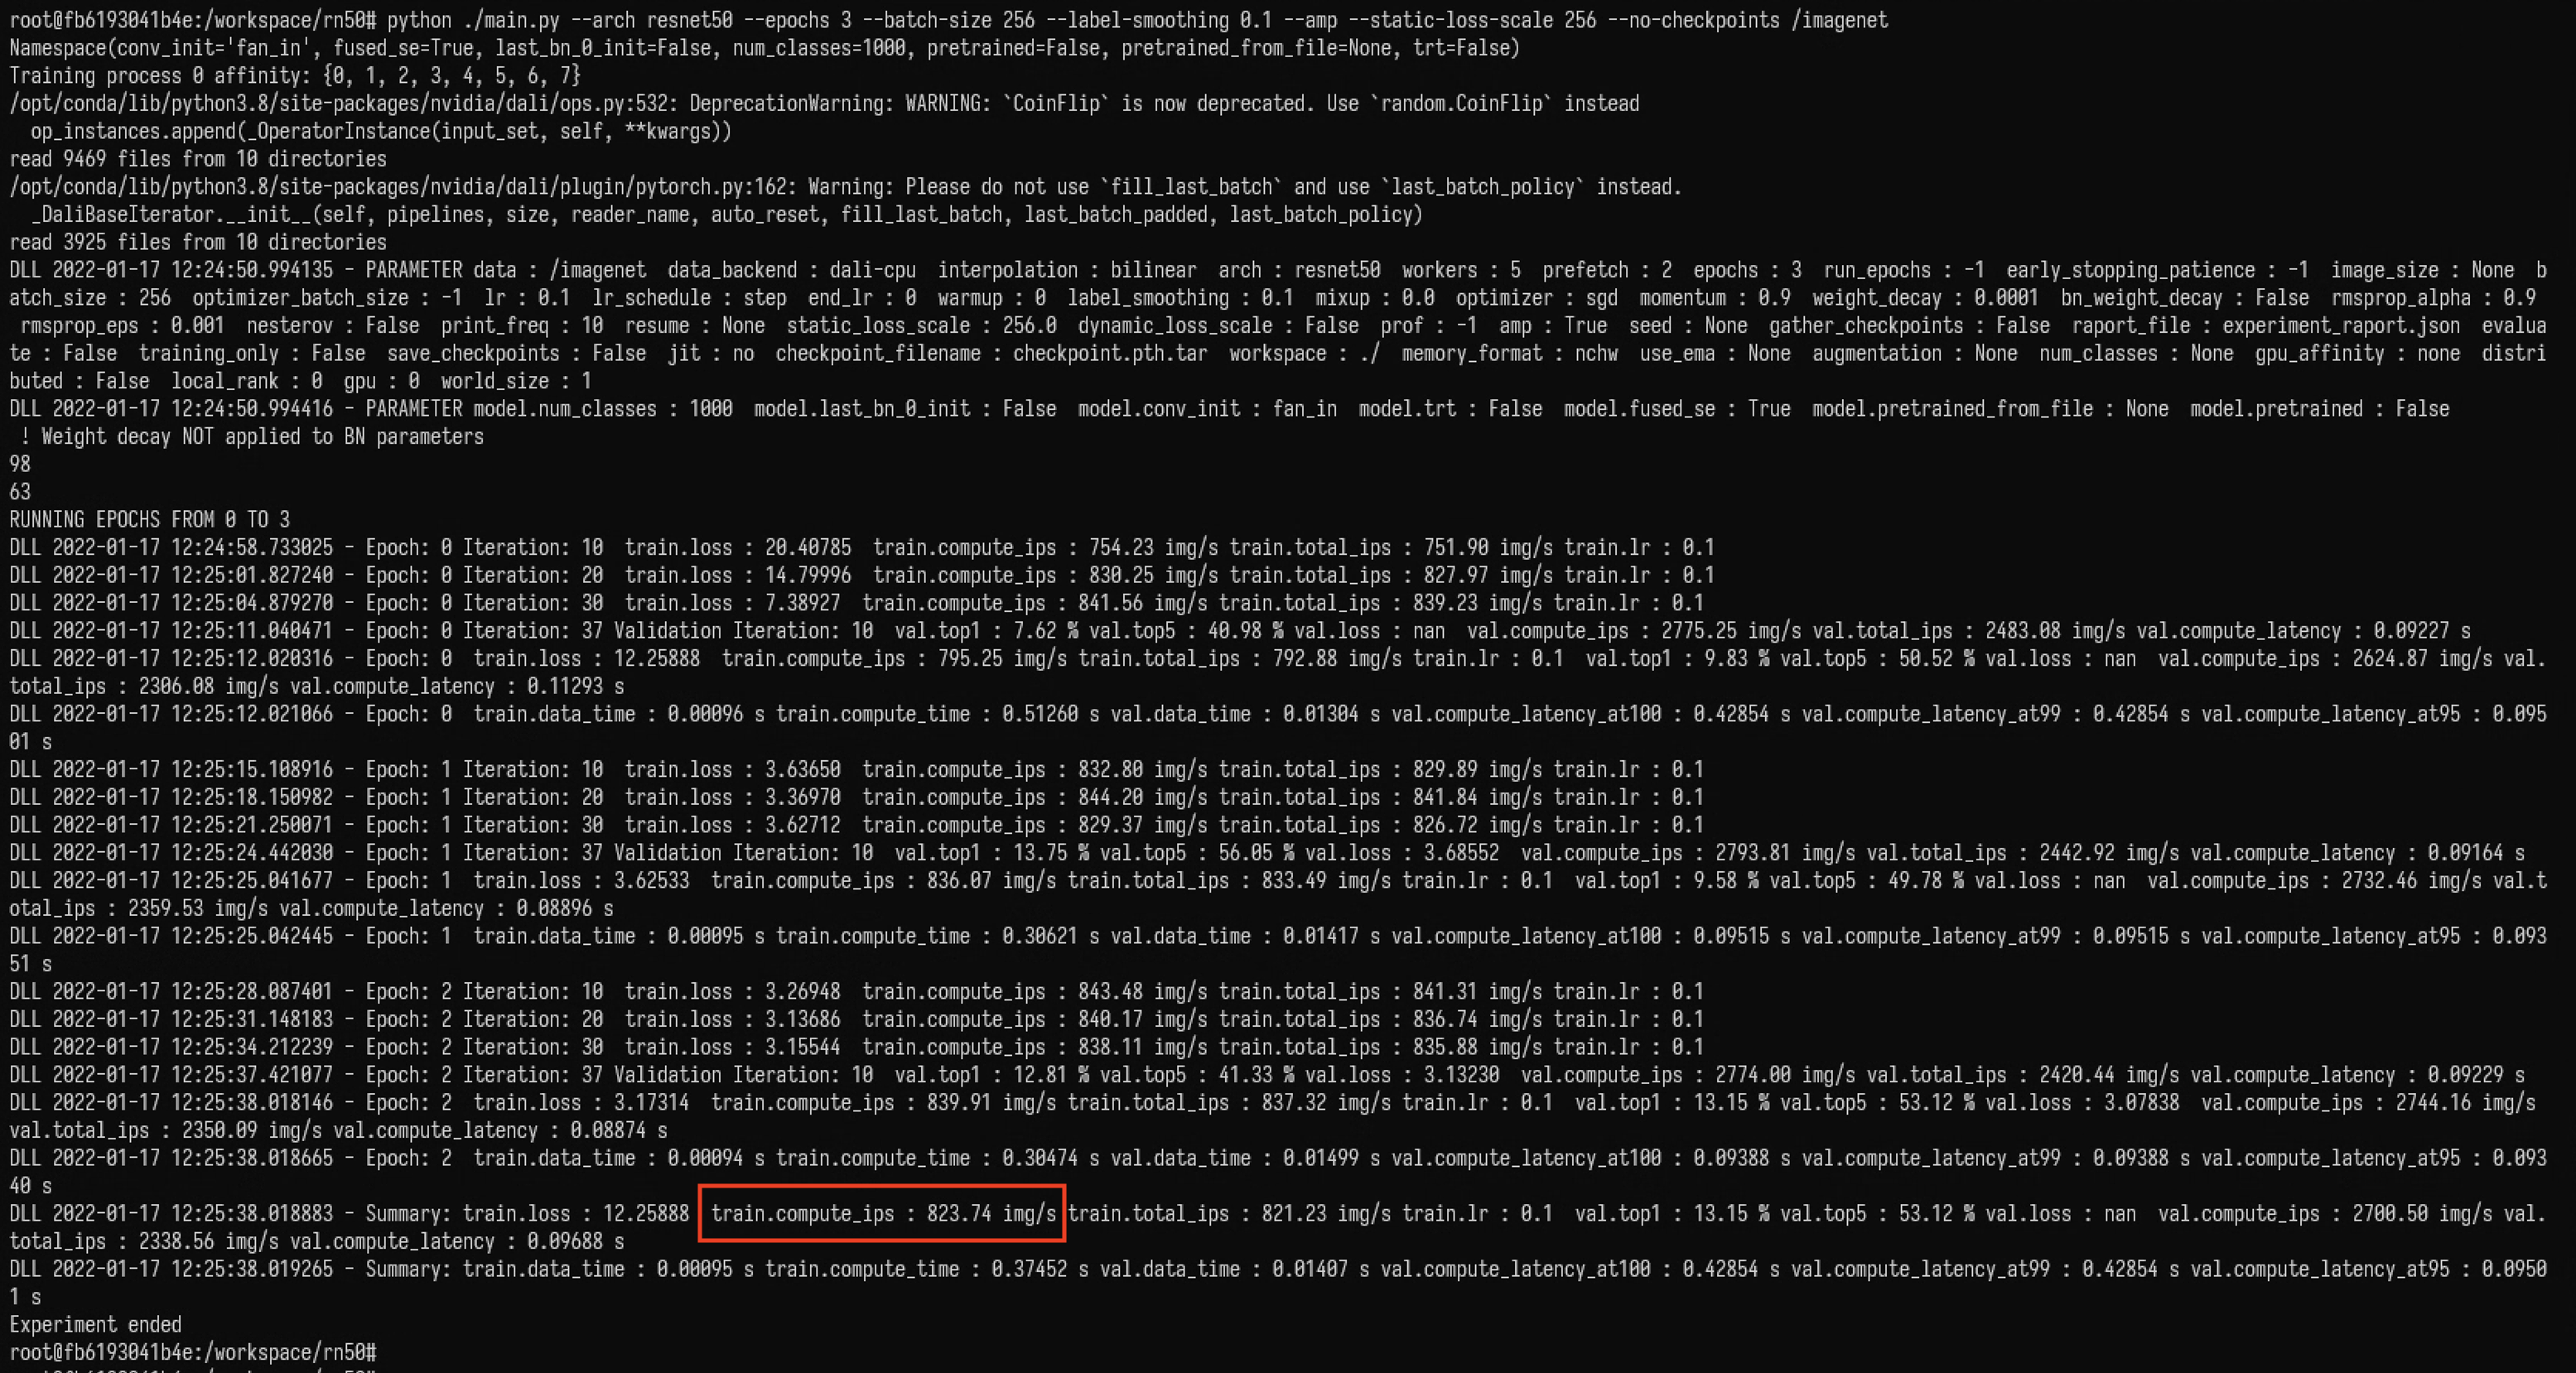 root@fb6193041b4e:/workspace/rn50# python ./main.py --arch resnet50 --epochs 3 --batch-size 256 --label-smoothing 0.1 --amp --static-loss-scale 256 --no-checkpoints /imagenet
Namespace(conv_init='fan_in', fused_se=True, last_bn_0_init=False, num_classes=1000, pretrained=False, pretrained_from_file=None, trt=False)
Training process 0 affinity: {0, 1, 2, 3, 4, 5, 6, 7}
/opt/conda/lib/python3.8/site-packages/nvidia/dali/ops.py:532: DeprecationWarning: WARNING: `CoinFlip` is now deprecated. Use `random.CoinFlip` instead
  op_instances.append(_OperatorInstance(input_set, self, **kwargs))
read 9469 files from 10 directories
/opt/conda/lib/python3.8/site-packages/nvidia/dali/plugin/pytorch.py:162: Warning: Please do not use `fill_last_batch` and use `last_batch_policy` instead.
  _DaliBaseIterator.__init__(self, pipelines, size, reader_name, auto_reset, fill_last_batch, last_batch_padded, last_batch_policy)
read 3925 files from 10 directories
DLL 2022-01-17 12:24:50.994135 - PARAMETER data : /imagenet  data_backend : dali-cpu  interpolation : bilinear  arch : resnet50  workers : 5  prefetch : 2  epochs : 3  run_epochs : -1  early_stopping_patience : -1  image_size : None  b
atch_size : 256  optimizer_batch_size : -1  lr : 0.1  lr_schedule : step  end_lr : 0  warmup : 0  label_smoothing : 0.1  mixup : 0.0  optimizer : sgd  momentum : 0.9  weight_decay : 0.0001  bn_weight_decay : False  rmsprop_alpha : 0.9
 rmsprop_eps : 0.001  nesterov : False  print_freq : 10  resume : None  static_loss_scale : 256.0  dynamic_loss_scale : False  prof : -1  amp : True  seed : None  gather_checkpoints : False  raport_file : experiment_raport.json  evalua
te : False  training_only : False  save_checkpoints : False  jit : no  checkpoint_filename : checkpoint.pth.tar  workspace : ./  memory_format : nchw  use_ema : None  augmentation : None  num_classes : None  gpu_affinity : none  distri
buted : False  local_rank : 0  gpu : 0  world_size : 1
DLL 2022-01-17 12:24:50.994416 - PARAMETER model.num_classes : 1000  model.last_bn_0_init : False  model.conv_init : fan_in  model.trt : False  model.fused_se : True  model.pretrained_from_file : None  model.pretrained : False
 ! Weight decay NOT applied to BN parameters
98
63
RUNNING EPOCHS FROM 0 TO 3
DLL 2022-01-17 12:24:58.733025 - Epoch: 0 Iteration: 10  train.loss : 20.40785  train.compute_ips : 754.23 img/s train.total_ips : 751.90 img/s train.lr : 0.1
DLL 2022-01-17 12:25:01.827240 - Epoch: 0 Iteration: 20  train.loss : 14.79996  train.compute_ips : 830.25 img/s train.total_ips : 827.97 img/s train.lr : 0.1
DLL 2022-01-17 12:25:04.879270 - Epoch: 0 Iteration: 30  train.loss : 7.38927  train.compute_ips : 841.56 img/s train.total_ips : 839.23 img/s train.lr : 0.1
DLL 2022-01-17 12:25:11.040471 - Epoch: 0 Iteration: 37 Validation Iteration: 10  val.top1 : 7.62 % val.top5 : 40.98 % val.loss : nan  val.compute_ips : 2775.25 img/s val.total_ips : 2483.08 img/s val.compute_latency : 0.09227 s
DLL 2022-01-17 12:25:12.020316 - Epoch: 0  train.loss : 12.25888  train.compute_ips : 795.25 img/s train.total_ips : 792.88 img/s train.lr : 0.1  val.top1 : 9.83 % val.top5 : 50.52 % val.loss : nan  val.compute_ips : 2624.87 img/s val.
total_ips : 2306.08 img/s val.compute_latency : 0.11293 s
DLL 2022-01-17 12:25:12.021066 - Epoch: 0  train.data_time : 0.00096 s train.compute_time : 0.51260 s val.data_time : 0.01304 s val.compute_latency_at100 : 0.42854 s val.compute_latency_at99 : 0.42854 s val.compute_latency_at95 : 0.095
01 s
DLL 2022-01-17 12:25:15.108916 - Epoch: 1 Iteration: 10  train.loss : 3.63650  train.compute_ips : 832.80 img/s train.total_ips : 829.89 img/s train.lr : 0.1
DLL 2022-01-17 12:25:18.150982 - Epoch: 1 Iteration: 20  train.loss : 3.36970  train.compute_ips : 844.20 img/s train.total_ips : 841.84 img/s train.lr : 0.1
DLL 2022-01-17 12:25:21.250071 - Epoch: 1 Iteration: 30  train.loss : 3.62712  train.compute_ips : 829.37 img/s train.total_ips : 826.72 img/s train.lr : 0.1
DLL 2022-01-17 12:25:24.442030 - Epoch: 1 Iteration: 37 Validation Iteration: 10  val.top1 : 13.75 % val.top5 : 56.05 % val.loss : 3.68552  val.compute_ips : 2793.81 img/s val.total_ips : 2442.92 img/s val.compute_latency : 0.09164 s
DLL 2022-01-17 12:25:25.041677 - Epoch: 1  train.loss : 3.62533  train.compute_ips : 836.07 img/s train.total_ips : 833.49 img/s train.lr : 0.1  val.top1 : 9.58 % val.top5 : 49.78 % val.loss : nan  val.compute_ips : 2732.46 img/s val.t
otal_ips : 2359.53 img/s val.compute_latency : 0.08896 s
DLL 2022-01-17 12:25:25.042445 - Epoch: 1  train.data_time : 0.00095 s train.compute_time : 0.30621 s val.data_time : 0.01417 s val.compute_latency_at100 : 0.09515 s val.compute_latency_at99 : 0.09515 s val.compute_latency_at95 : 0.093
51 s
DLL 2022-01-17 12:25:28.087401 - Epoch: 2 Iteration: 10  train.loss : 3.26948  train.compute_ips : 843.48 img/s train.total_ips : 841.31 img/s train.lr : 0.1
DLL 2022-01-17 12:25:31.148183 - Epoch: 2 Iteration: 20  train.loss : 3.13686  train.compute_ips : 840.17 img/s train.total_ips : 836.74 img/s train.lr : 0.1
DLL 2022-01-17 12:25:34.212239 - Epoch: 2 Iteration: 30  train.loss : 3.15544  train.compute_ips : 838.11 img/s train.total_ips : 835.88 img/s train.lr : 0.1
DLL 2022-01-17 12:25:37.421077 - Epoch: 2 Iteration: 37 Validation Iteration: 10  val.top1 : 12.81 % val.top5 : 41.33 % val.loss : 3.13230  val.compute_ips : 2774.00 img/s val.total_ips : 2420.44 img/s val.compute_latency : 0.09229 s
DLL 2022-01-17 12:25:38.018146 - Epoch: 2  train.loss : 3.17314  train.compute_ips : 839.91 img/s train.total_ips : 837.32 img/s train.lr : 0.1  val.top1 : 13.15 % val.top5 : 53.12 % val.loss : 3.07838  val.compute_ips : 2744.16 img/s
val.total_ips : 2350.09 img/s val.compute_latency : 0.08874 s
DLL 2022-01-17 12:25:38.018665 - Epoch: 2  train.data_time : 0.00094 s train.compute_time : 0.30474 s val.data_time : 0.01499 s val.compute_latency_at100 : 0.09388 s val.compute_latency_at99 : 0.09388 s val.compute_latency_at95 : 0.093
40 s
DLL 2022-01-17 12:25:38.018883 - Summary: train.loss : 12.25888  train.compute_ips : 823.74 img/s train.total_ips : 821.23 img/s train.lr : 0.1  val.top1 : 13.15 % val.top5 : 53.12 % val.loss : nan  val.compute_ips : 2700.50 img/s val.
total_ips : 2338.56 img/s val.compute_latency : 0.09688 s
DLL 2022-01-17 12:25:38.019265 - Summary: train.data_time : 0.00095 s train.compute_time : 0.37452 s val.data_time : 0.01407 s val.compute_latency_at100 : 0.42854 s val.compute_latency_at99 : 0.42854 s val.compute_latency_at95 : 0.0950
1 s
Experiment ended
root@fb6193041b4e:/workspace/rn50#